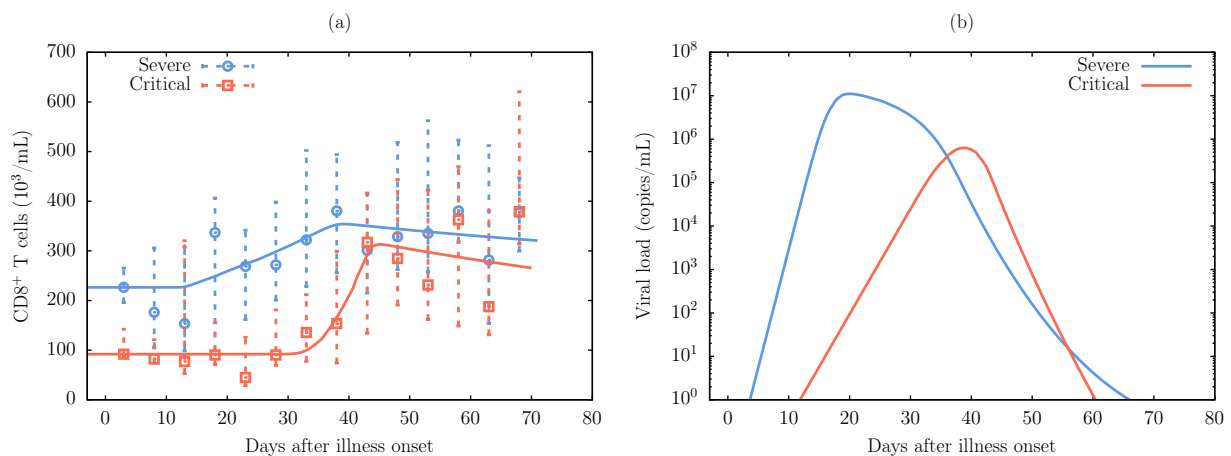 (a)
CD8⁺ T cells (10³/mL)
700
600
500
400
300
200
100
0
Severe
Critical
0 10 20 30 40 50 60 70 80
Days after illness onset
(b)
Viral load (copies/mL)
10⁸
10⁷
10⁶
10⁵
10⁴
10³
10²
10¹
10⁰
Severe
Critical
0 10 20 30 40 50 60 70 80
Days after illness onset